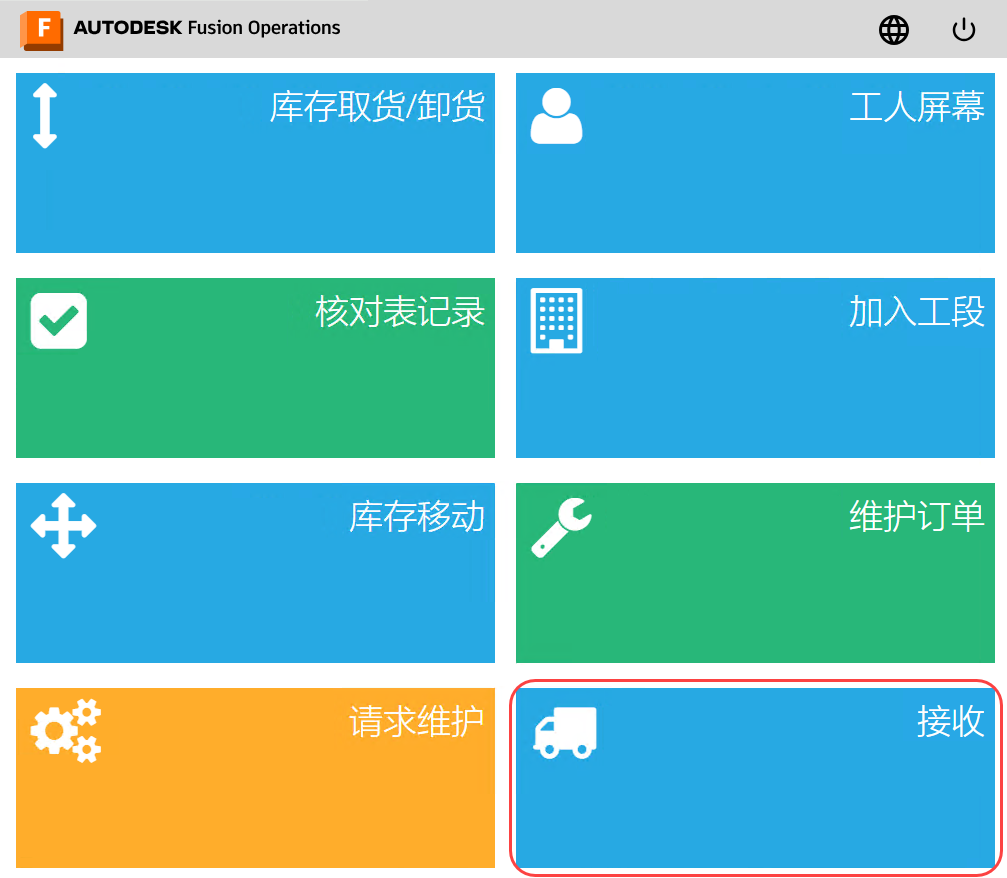 F AUTODESK Fusion Operations
库存取货/卸货
工人屏幕
核对表记录
加入工段
库存移动
维护订单
请求维护
接收